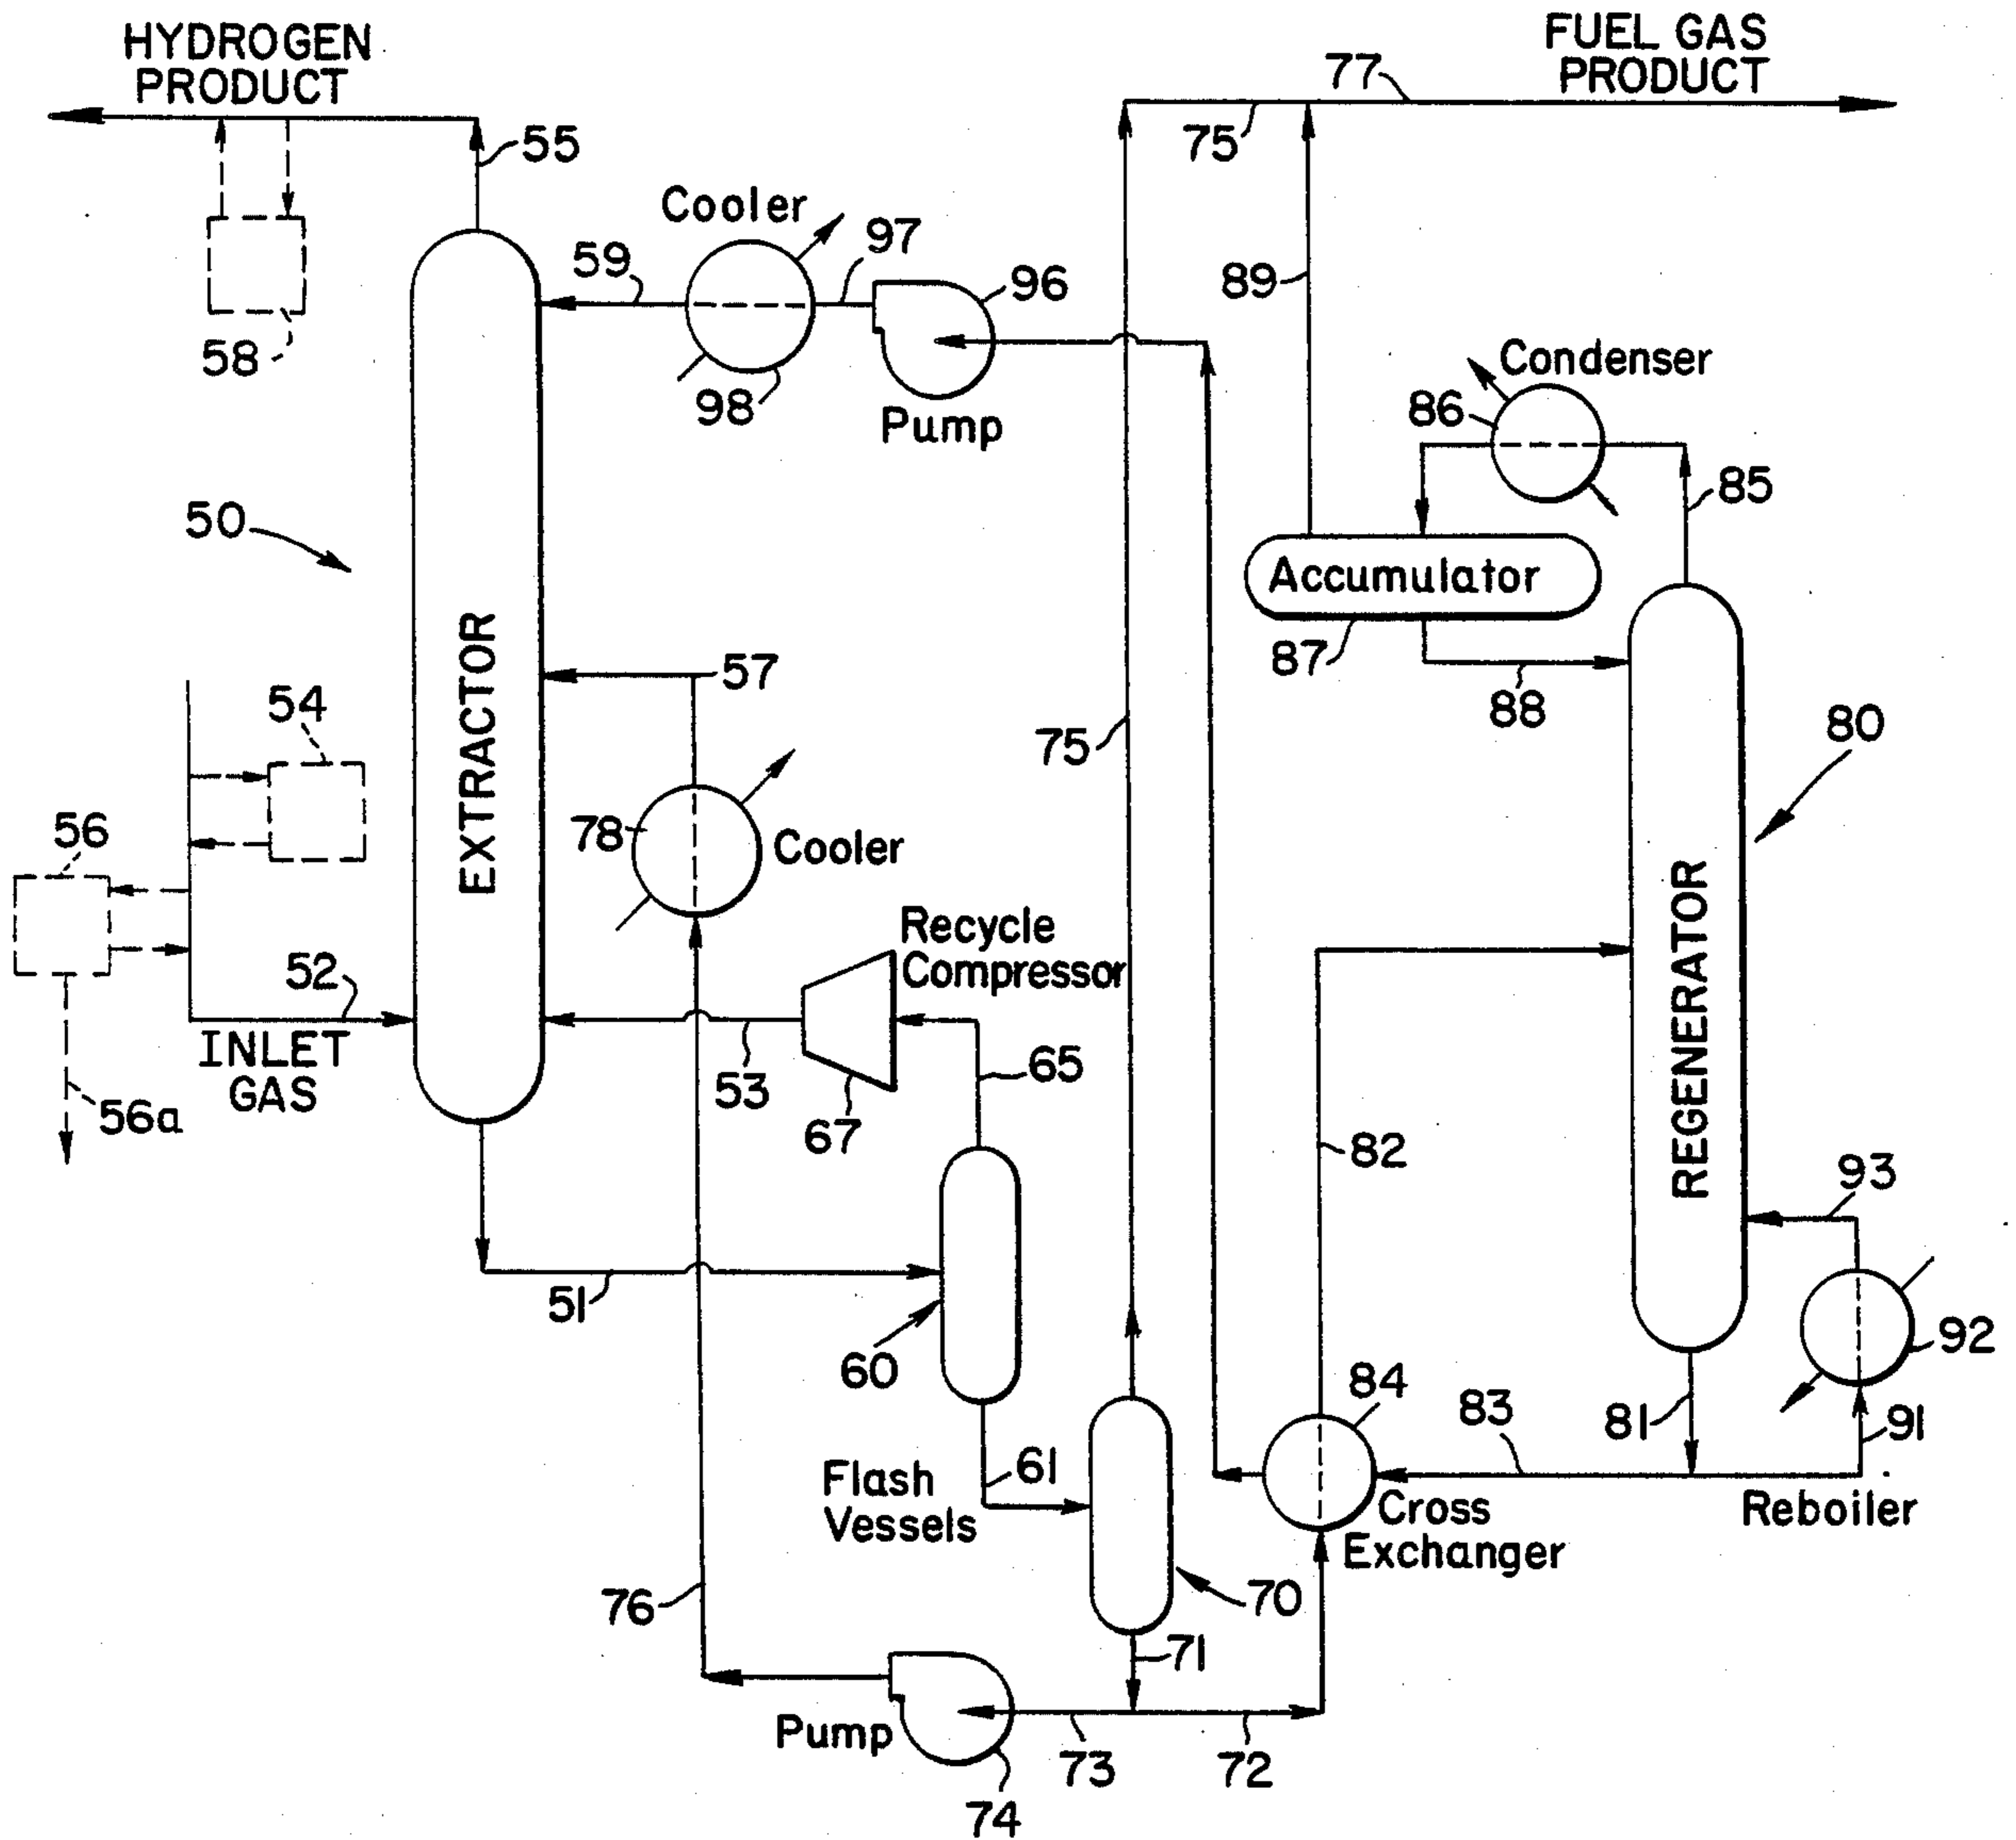 HYDROGEN
PRODUCT
FUEL GAS
PRODUCT
77
75
55
Cooler
97
59
96
89
58
98
Pump
Condenser
86
85
50
Accumulator
87
88
57
54
75
80
EXTRACTOR
78
Cooler
56
REGENERATOR
Recycle
Compressor
52
INLET
GAS
56a
53
65
67
82
93
51
60
92
84
83
81
91
Flash
Vessels
61
Cross
Exchanger
Reboiler
76
70
71
Pump
73
72
74